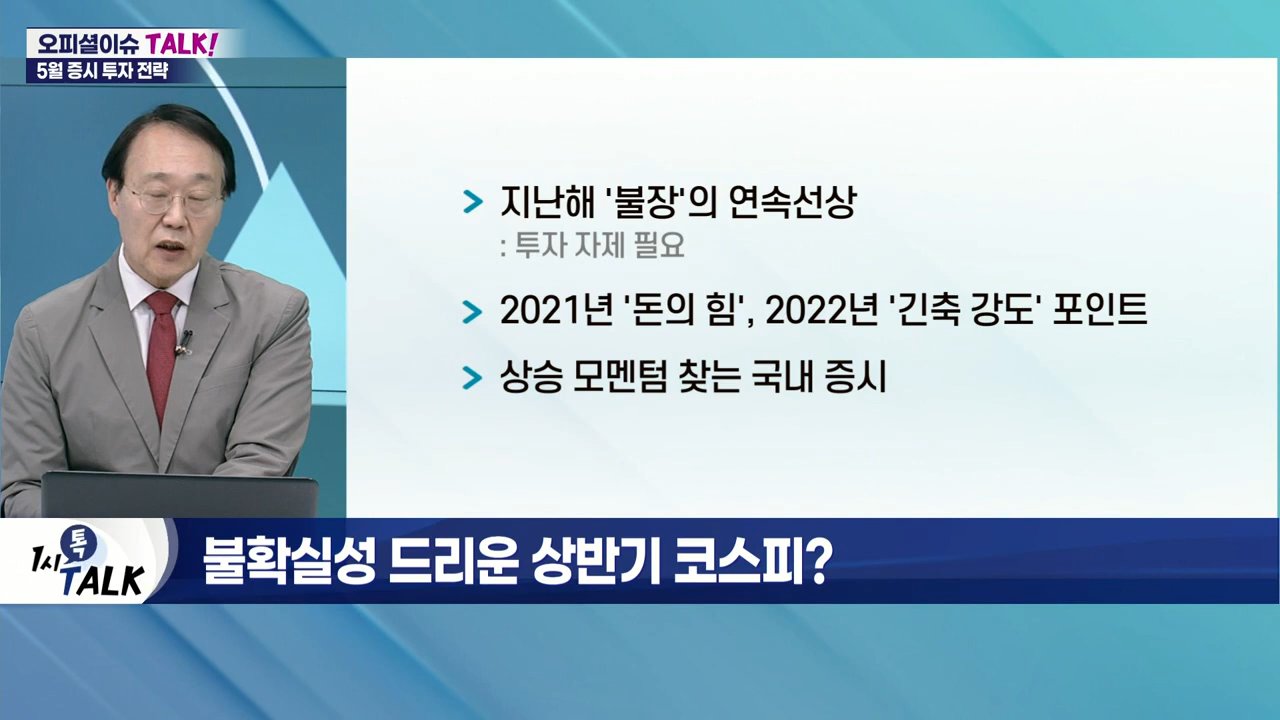 오피셜이슈 TALK!
5월 증시 투자 전략
지난해 '불장'의 연속선상
: 투자 자제 필요
2021년 '돈의 힘', 2022년 '긴축 강도' 포인트
상승 모멘텀 찾는 국내 증시
1시 톡 TALK
불확실성 드리운 상반기 코스피?